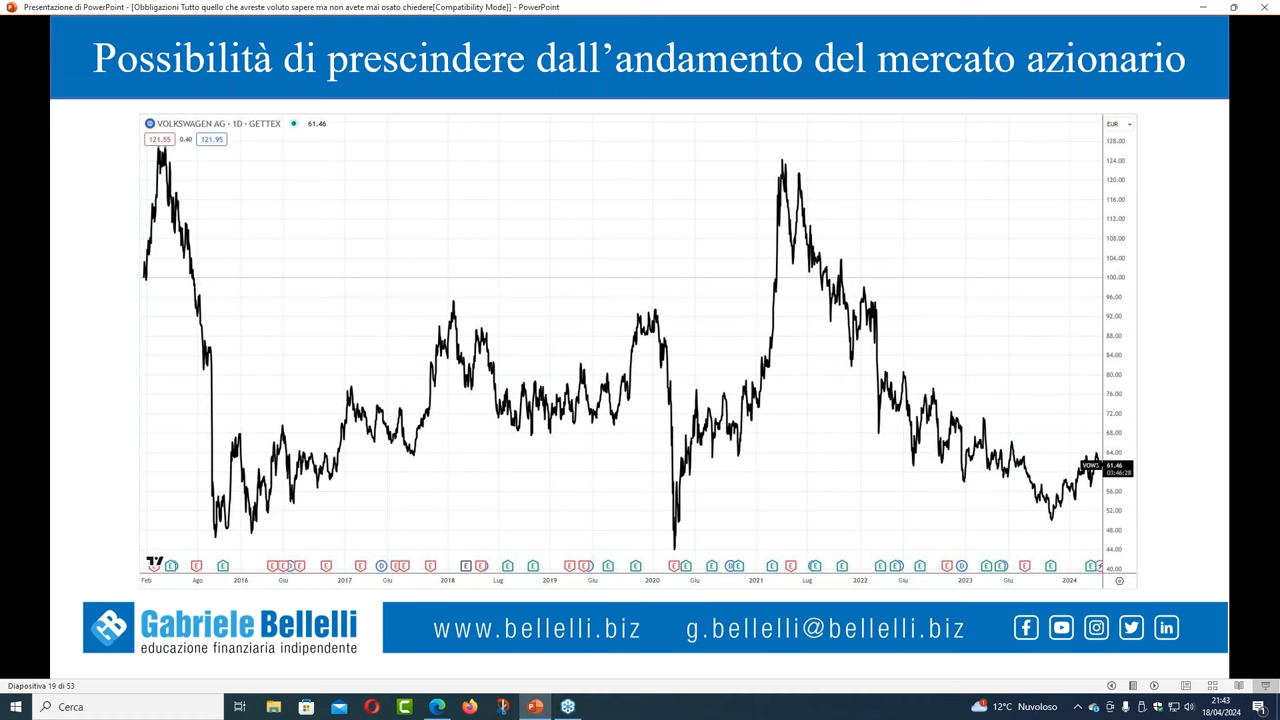 Presentazione di PowerPoint - [Obbligazioni Tutto quello che avreste voluto sapere ma non avete mai osato chiedere[Compatibility Mode]] - PowerPoint
Possibilità di prescindere dall'andamento del mercato azionario
VOLKSWAGEN AG · 1D · GETTEX 61.46
121.55 0.40 121.95
EUR
128.00
124.00
120.00
116.00
112.00
108.00
104.00
100.00
96.00
92.00
88.00
84.00
80.00
76.00
72.00
68.00
64.00
VOW3 61.46
03:46:28
56.00
52.00
48.00
44.00
40.00
Feb Ago 2016 Giu 2017 Giu 2018 Lug 2019 Giu 2020 Giu 2021 Lug 2022 Giu 2023 Giu 2024
Gabriele Bellelli
educazione finanziaria indipendente
www.bellelli.biz g.bellelli@bellelli.biz
Diapositiva 19 di 53
Cerca
12°C Nuvoloso
21:43
18/04/2024